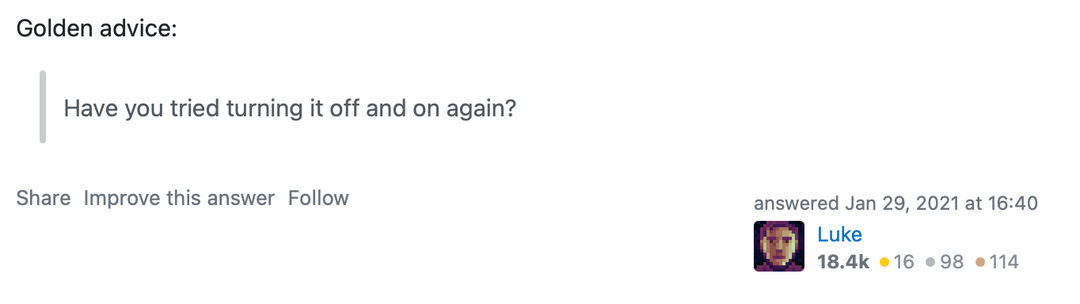 Golden advice:
Have you tried turning it off and on again?
Share Improve this answer Follow
answered Jan 29, 2021 at 16:40
Luke
18.4k 16 98 114